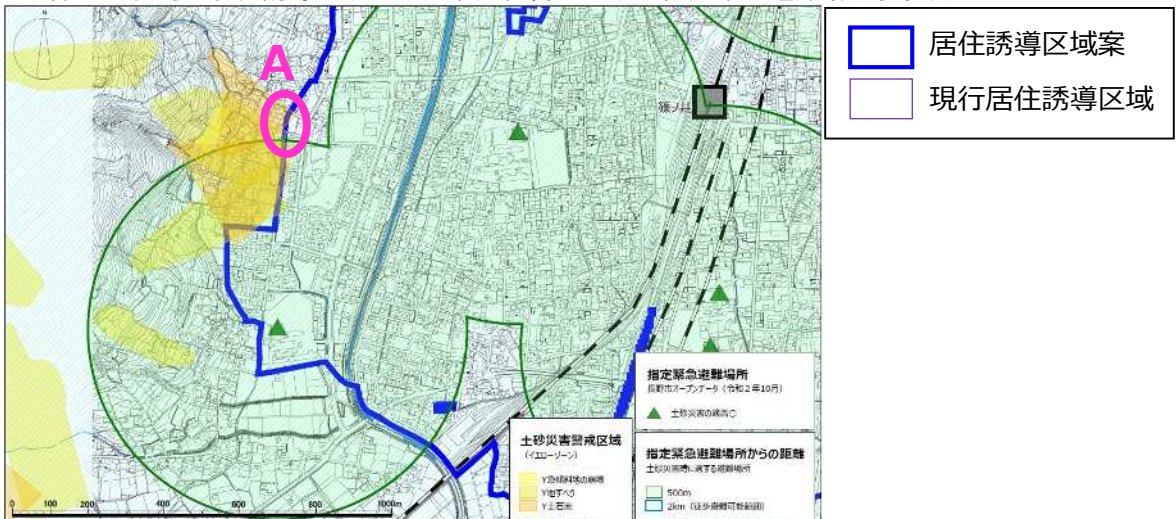 A
N
篠ノ井
居住誘導区域案
現行居住誘導区域
指定緊急避難場所
長野市オープンデータ(令和2年10月)
土砂災害の場合○
土砂災害警戒区域
(イエローゾーン)
Y急傾斜地の崩壊
Y地すべり
Y土石流
指定緊急避難場所からの距離
土砂災害時に適する避難場所
500m
2km(徒歩避難可能範囲)
0 100 200 400 600 800 1000m